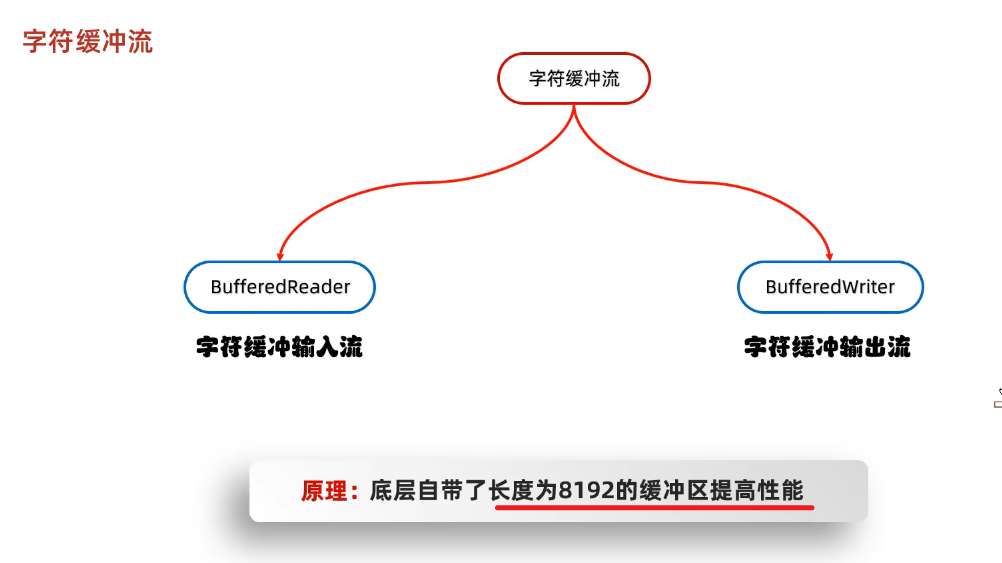 字符缓冲流
字符缓冲流
BufferedReader
BufferedWriter
字符缓冲输入流
字符缓冲输出流
原理：底层自带了长度为8192的缓冲区提高性能